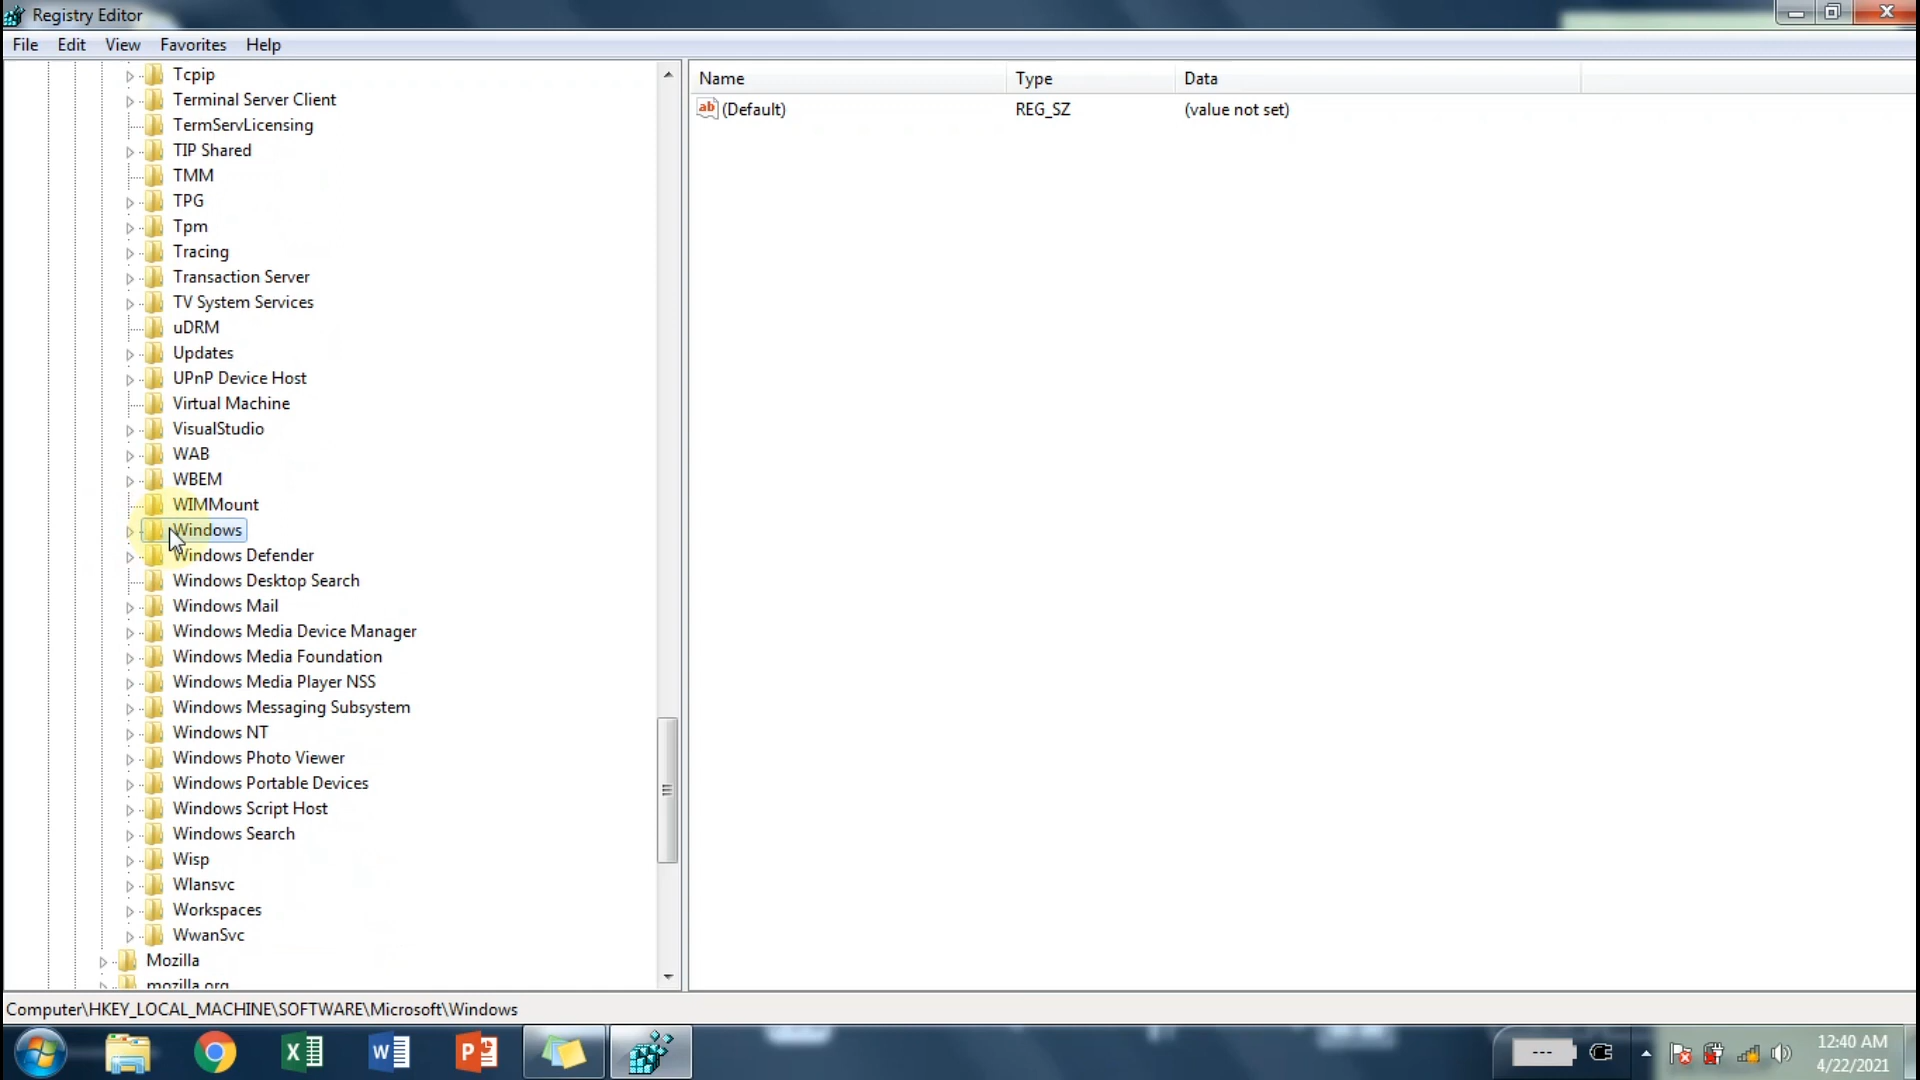 Registry Editor
File Edit View Favorites Help
Tcpip
Terminal Server Client
TermServLicensing
TIP Shared
TMM
TPG
Tpm
Tracing
Transaction Server
TV System Services
uDRM
Updates
UPnP Device Host
Virtual Machine
VisualStudio
WAB
WBEM
WIMMount
Windows
Windows Defender
Windows Desktop Search
Windows Mail
Windows Media Device Manager
Windows Media Foundation
Windows Media Player NSS
Windows Messaging Subsystem
Windows NT
Windows Photo Viewer
Windows Portable Devices
Windows Script Host
Windows Search
Wisp
Wlansvc
Workspaces
WwanSvc
Mozilla
mozilla.org
Name Type Data
ab (Default) REG_SZ (value not set)
Computer\HKEY_LOCAL_MACHINE\SOFTWARE\Microsoft\Windows
---
12:40 AM
4/22/2021